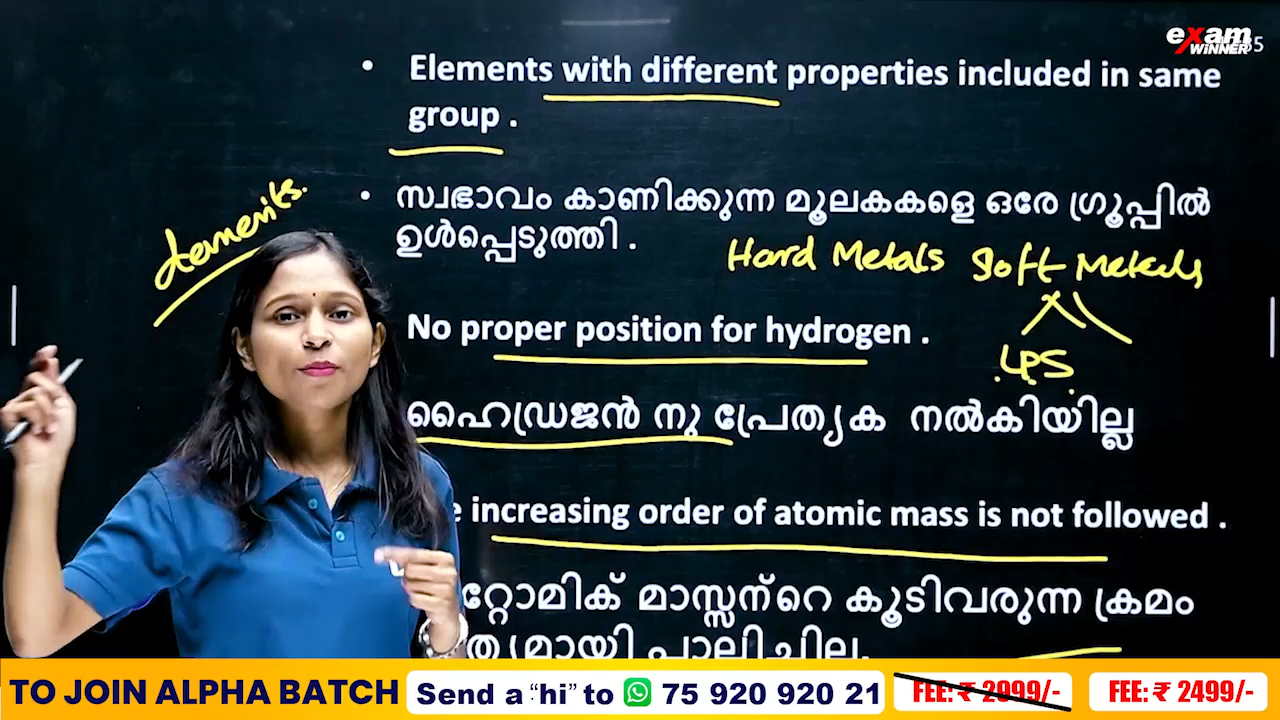 exam
WINNER
• Elements with different properties included in same
group .
• സ്വഭാവം കാണിക്കുന്ന മൂലകകളെ ഒരേ ഗ്രൂപ്പിൽ
ഉൾപ്പെടുത്തി .
demerits.
Hard Metals Soft Metals
No proper position for hydrogen .
ഹൈഡ്രജൻ നു പ്രേത്യക നൽകിയില്ല
increasing order of atomic mass is not followed .
റ്റോമിക് മാസ്സന്റെ കൂടിവരുന്ന ക്രമം
പാലിച്ചില്ല.
TO JOIN ALPHA BATCH Send a “hi” to 75 920 920 21 FEE: ₹ 2999/- FEE: ₹ 2499/-